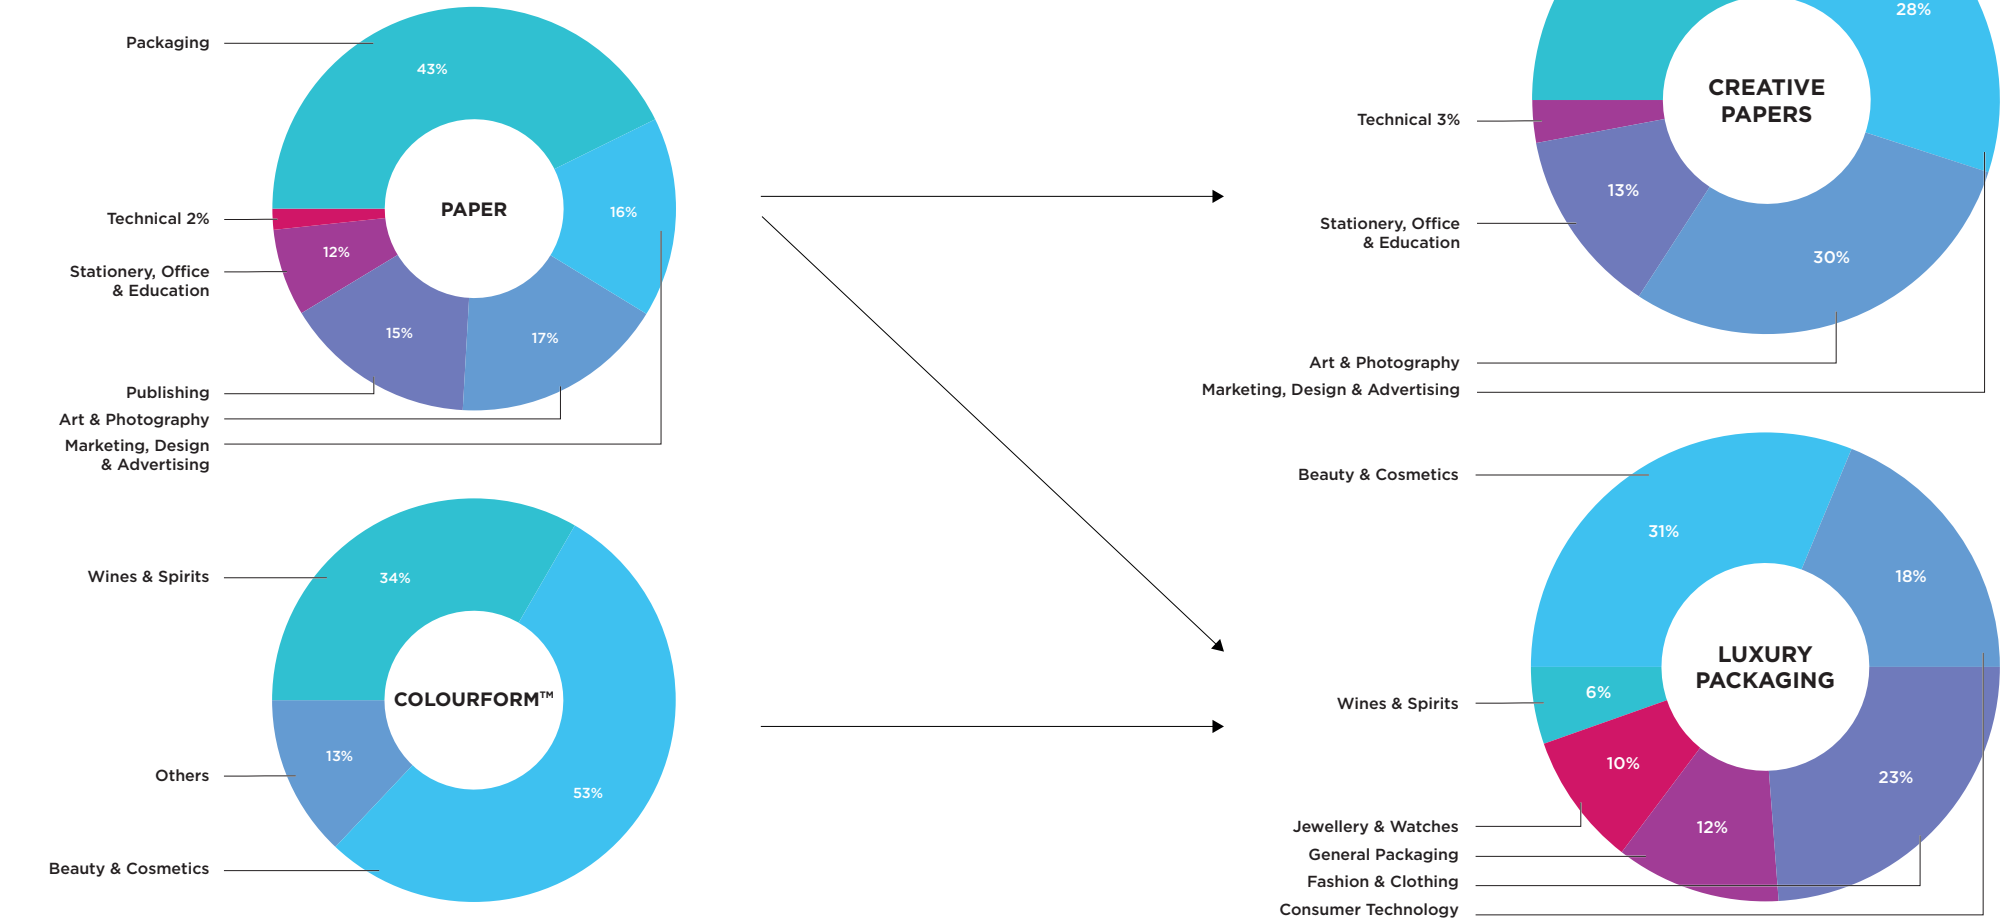 Packaging
43%
PAPER
16%
Technical 2%
12%
Stationery, Office
& Education
15%
17%
Publishing
Art & Photography
Marketing, Design
& Advertising
Wines & Spirits
34%
COLOURFORM™
Others
13%
53%
Beauty & Cosmetics
28%
CREATIVE
PAPERS
Technical 3%
13%
Stationery, Office
& Education
30%
Art & Photography
Marketing, Design & Advertising
Beauty & Cosmetics
31%
18%
LUXURY
PACKAGING
Wines & Spirits
6%
10%
23%
12%
Jewellery & Watches
General Packaging
Fashion & Clothing
Consumer Technology